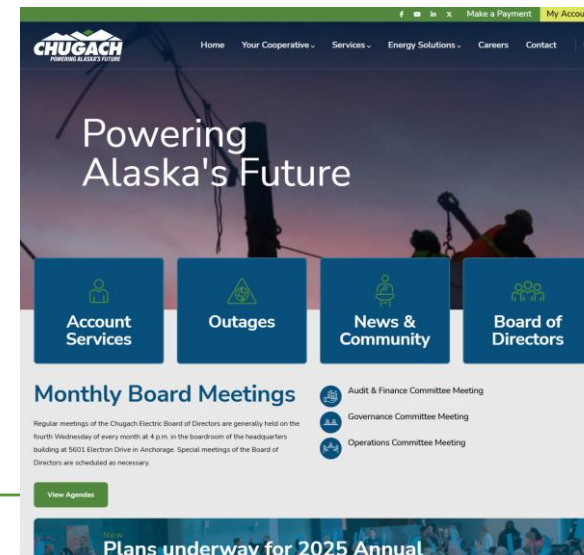 f in X Make a Payment My Accou
CHUGACH
POWERING ALASKA'S FUTURE
Home Your Cooperative Services Energy Solutions Careers Contact
Powering
Alaska's Future
Account
Services
Outages
News &
Community
Board of
Directors
Monthly Board Meetings
Regular meetings of the Chugach Electric Board of Directors are generally held on the
fourth Wednesday of every month at 4 p.m. in the boardroom of the headquarters
building at 5601 Electron Drive in Anchorage. Special meetings of the Board of
Directors are scheduled as necessary.
View Agendas
Audit & Finance Committee Meeting
Governance Committee Meeting
Operations Committee Meeting
New
Plans underway for 2025 Annual